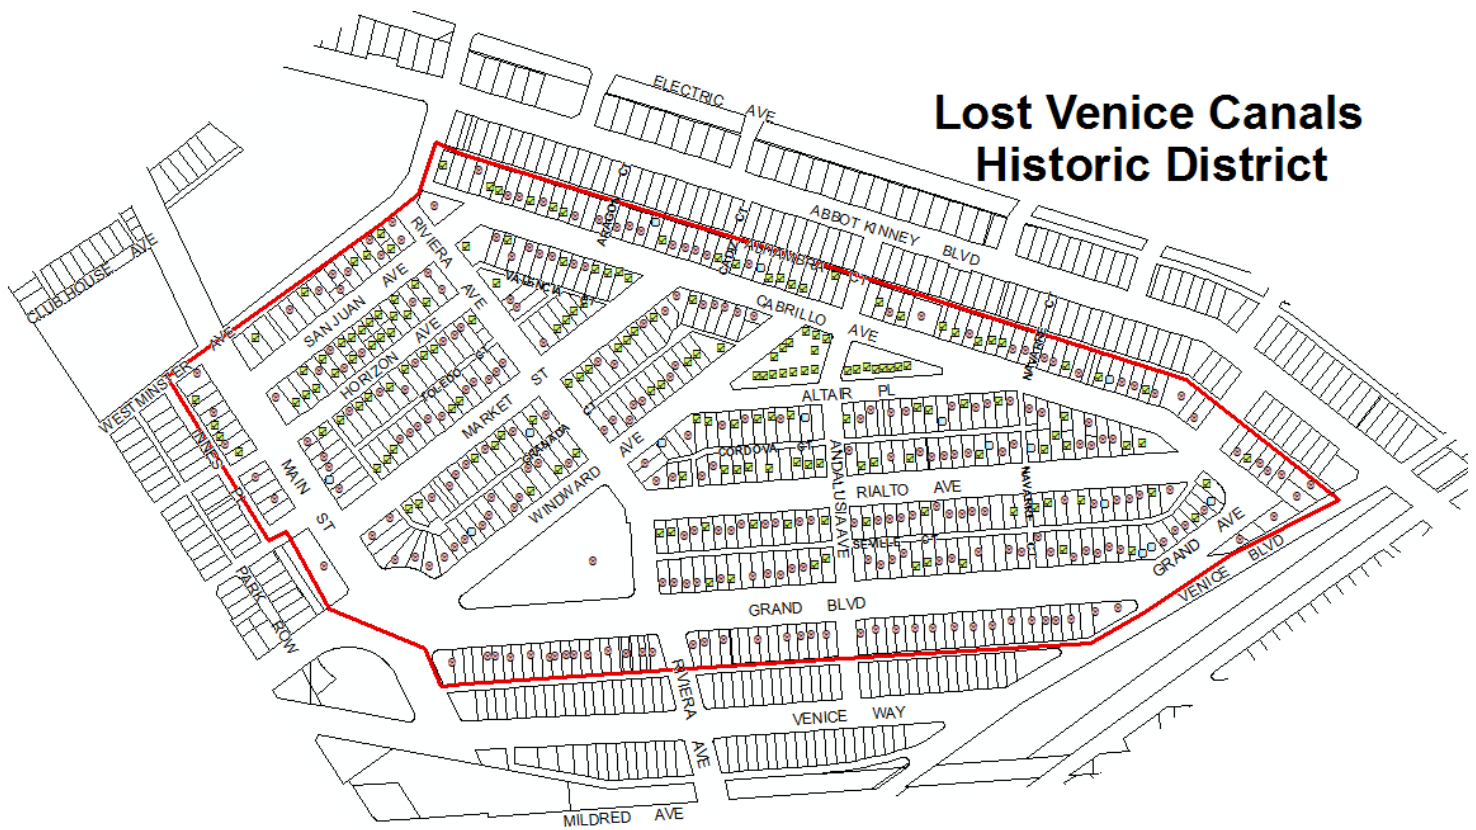 Lost Venice Canals
Historic District
ELECTRIC AVE
ABBOT KINNEY BLVD
CLUB HOUSE AVE
RIVIERA AVE
ARAGON CT
CADIZ CT
ALHAMBRA CT
VALENCIA CT
SAN JUAN AVE
CABRILLO AVE
WESTMINSTER AVE
HORIZON AVE
TOLEDO CT
NAVARRE CT
ALTAIR PL
MARKET ST
GRANADA CT
CORDOVA CT
INNES PL
MAIN ST
WINDWARD AVE
ANDALUSIA AVE
RIALTO AVE
NAVARRE CT
SEVILLE CT
GRAND AVE
VENICE BLVD
PARK ROW
GRAND BLVD
RIVIERA AVE
VENICE WAY
MILDRED AVE